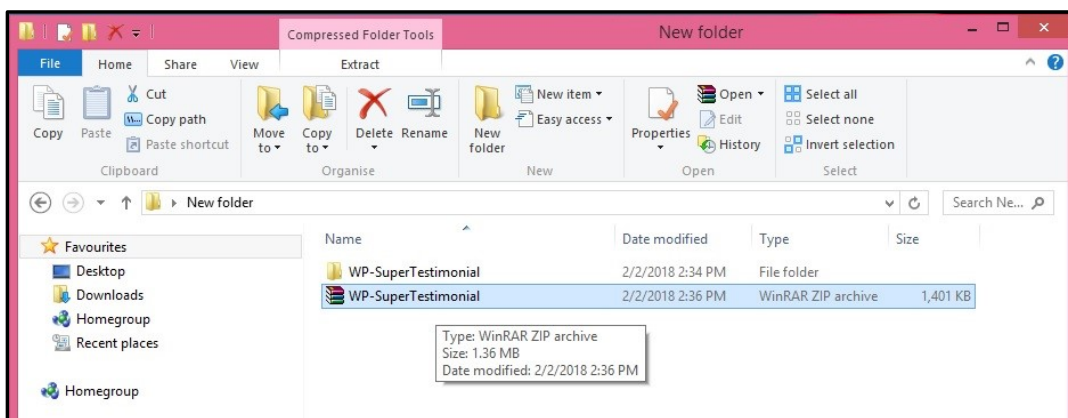 Compressed Folder Tools
New folder
File Home Share View Extract
Copy
Paste
Cut
Copy path
Paste shortcut
Clipboard
Move to
Copy to
Delete
Rename
Organise
New folder
New item
Easy access
New
Properties
Open
Edit
History
Open
Select all
Select none
Invert selection
Select
New folder
Search Ne...
Favourites
Desktop
Downloads
Homegroup
Recent places
Homegroup
Name Date modified Type Size
WP-SuperTestimonial 2/2/2018 2:34 PM File folder
WP-SuperTestimonial 2/2/2018 2:36 PM WinRAR ZIP archive 1,401 KB
Type: WinRAR ZIP archive
Size: 1.36 MB
Date modified: 2/2/2018 2:36 PM